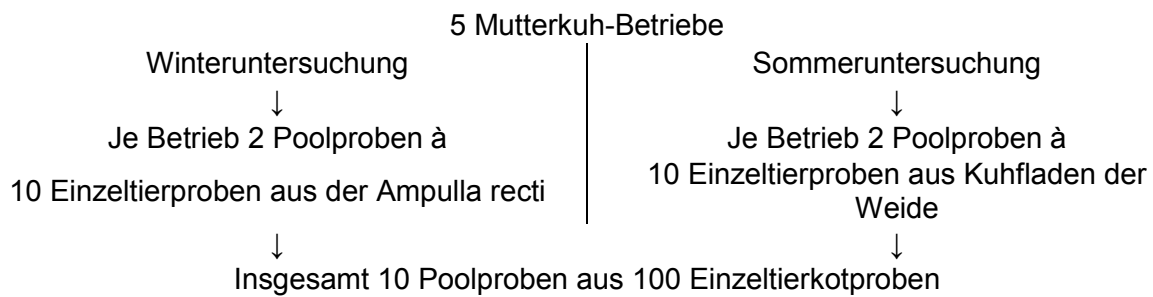 5 Mutterkuh-Betriebe
Winteruntersuchung
↓
Je Betrieb 2 Poolproben à
10 Einzeltierproben aus der Ampulla recti
↓
Sommeruntersuchung
↓
Je Betrieb 2 Poolproben à
10 Einzeltierproben aus Kuhfladen der
Weide
↓
Insgesamt 10 Poolproben aus 100 Einzeltierkotproben